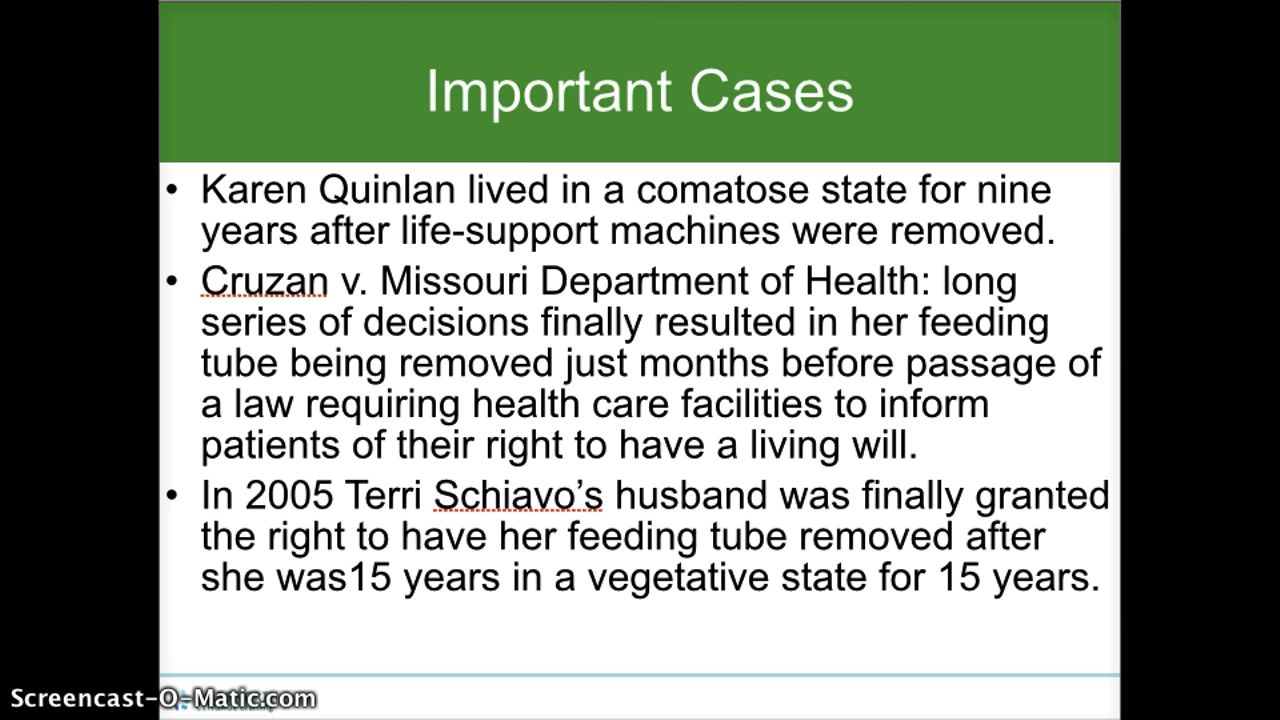 Important Cases
• Karen Quinlan lived in a comatose state for nine
years after life-support machines were removed.
• Cruzan v. Missouri Department of Health: long
series of decisions finally resulted in her feeding
tube being removed just months before passage of
a law requiring health care facilities to inform
patients of their right to have a living will.
• In 2005 Terri Schiavo’s husband was finally granted
the right to have her feeding tube removed after
she was15 years in a vegetative state for 15 years.
Screencast-O-Matic.com